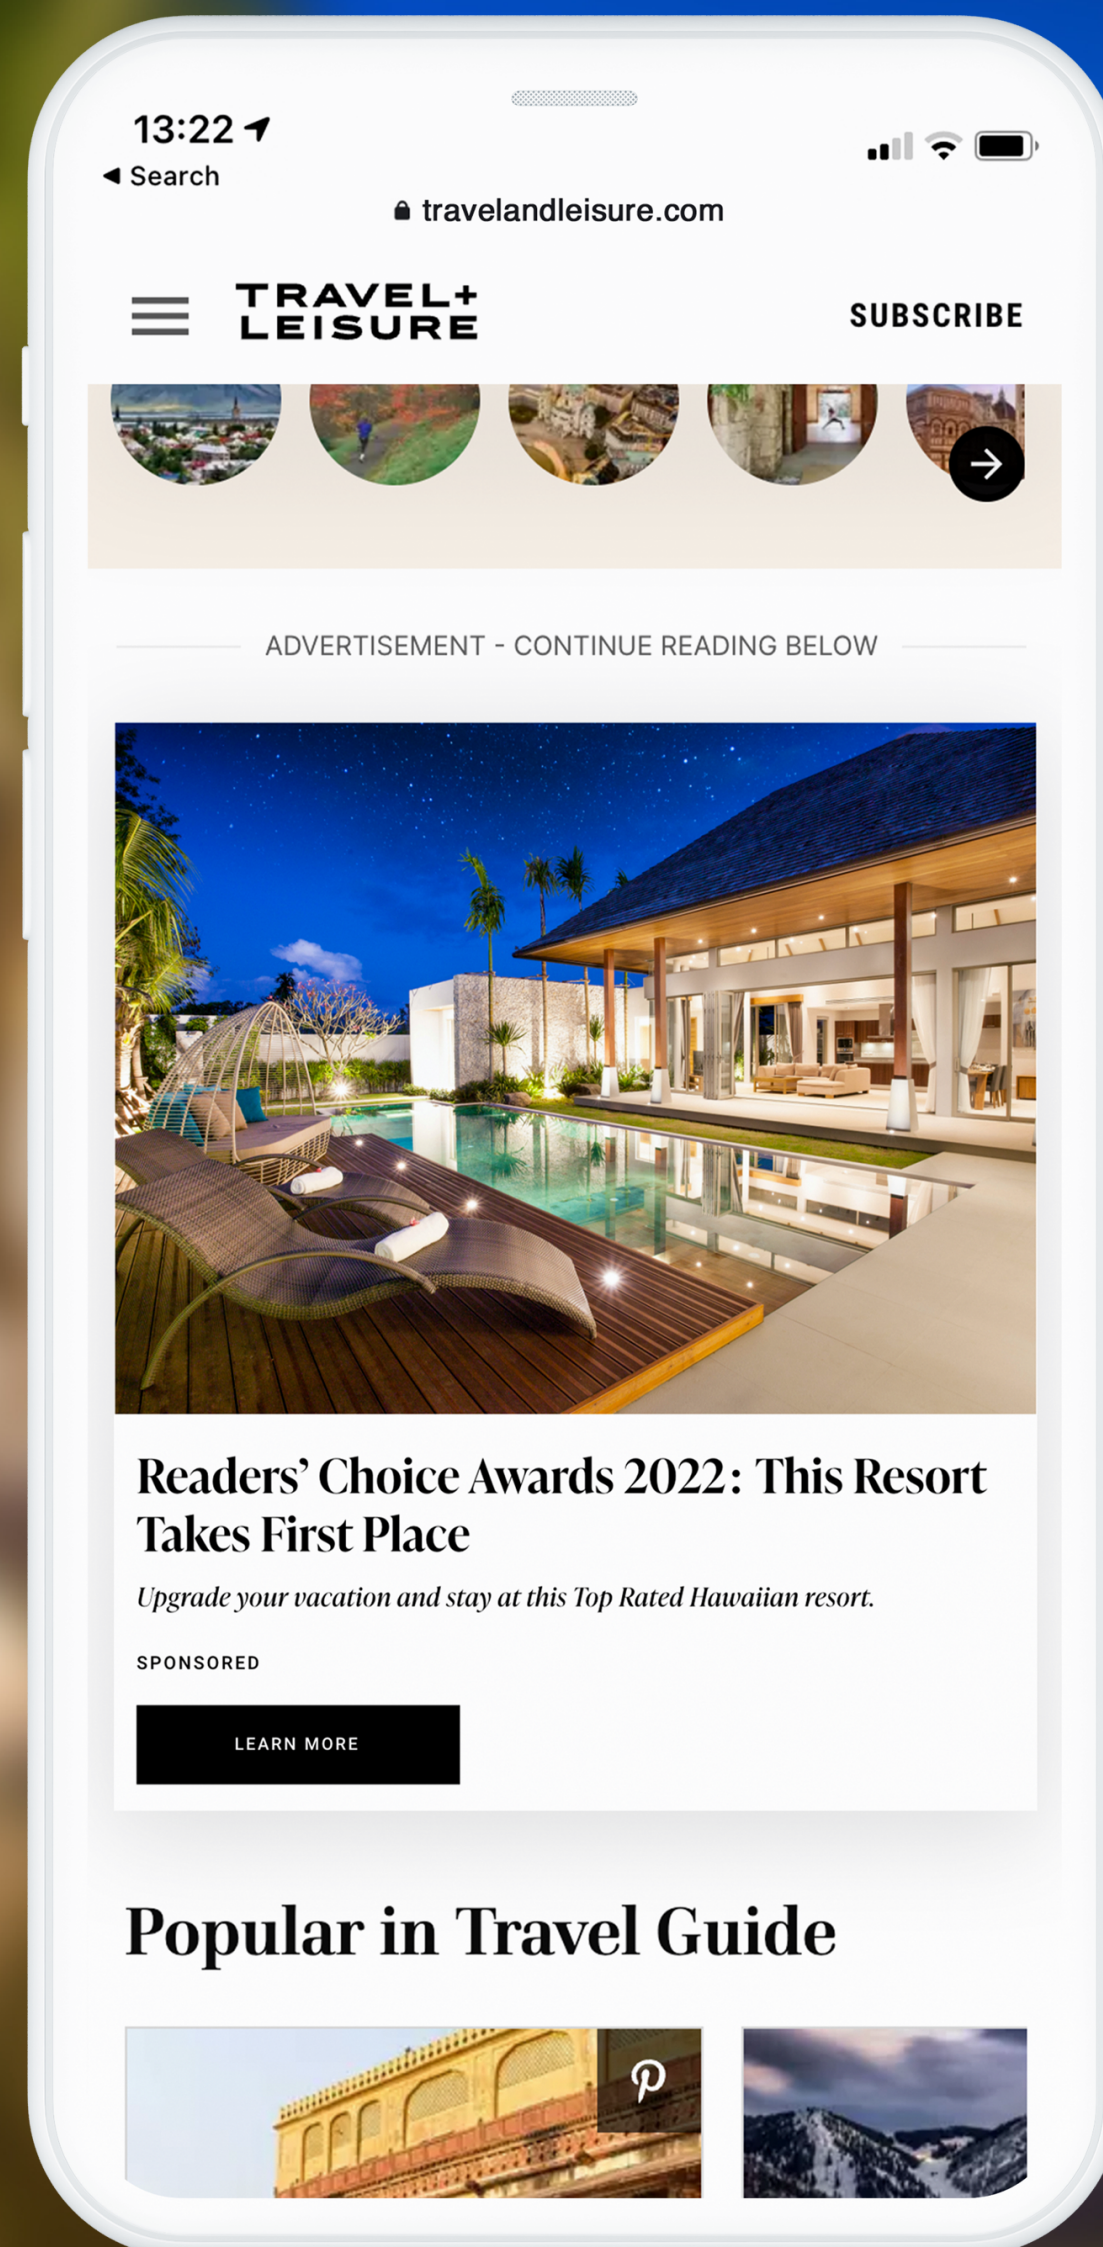 13:22
Search
travelandleisure.com
TRAVEL+
LEISURE
SUBSCRIBE
ADVERTISEMENT - CONTINUE READING BELOW
Readers’ Choice Awards 2022: This Resort
Takes First Place
Upgrade your vacation and stay at this Top Rated Hawaiian resort.
SPONSORED
LEARN MORE
Popular in Travel Guide